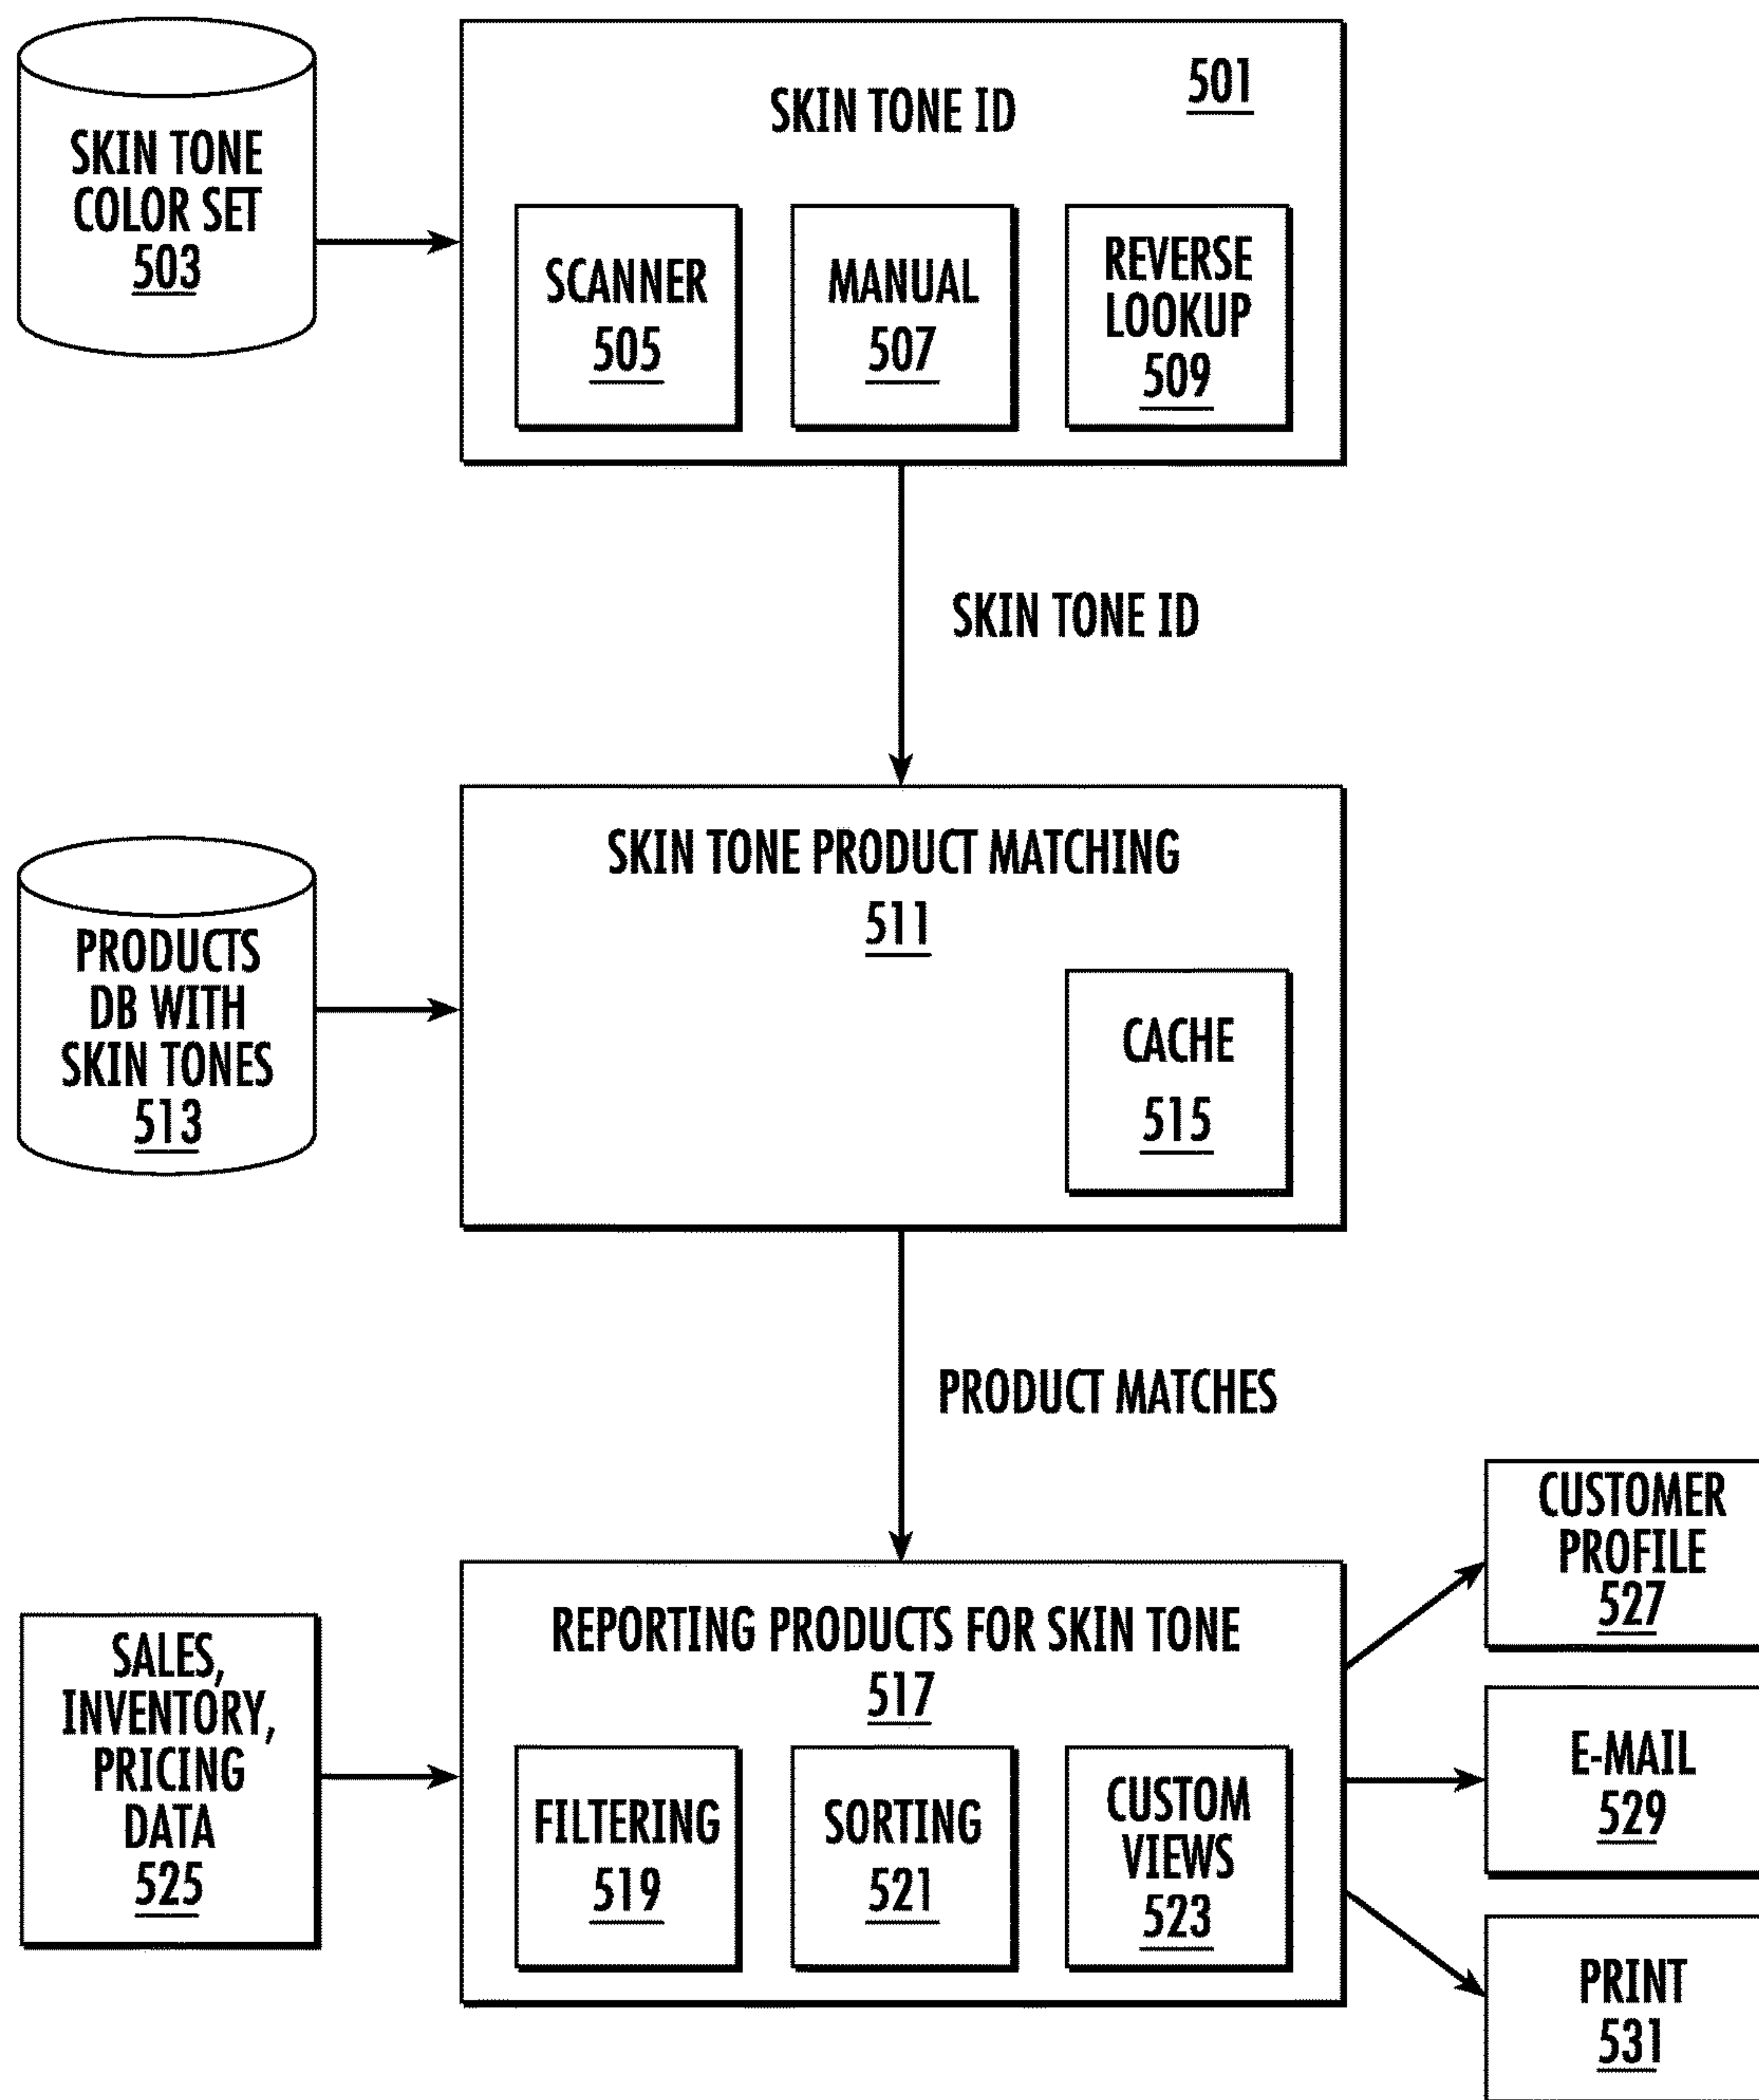 SKIN TONE
COLOR SET
503
SKIN TONE ID
501
SCANNER
505
MANUAL
507
REVERSE
LOOKUP
509
SKIN TONE ID
PRODUCTS
DB WITH
SKIN TONES
513
SKIN TONE PRODUCT MATCHING
511
CACHE
515
PRODUCT MATCHES
SALES,
INVENTORY,
PRICING
DATA
525
REPORTING PRODUCTS FOR SKIN TONE
517
FILTERING
519
SORTING
521
CUSTOM
VIEWS
523
CUSTOMER
PROFILE
527
E-MAIL
529
PRINT
531